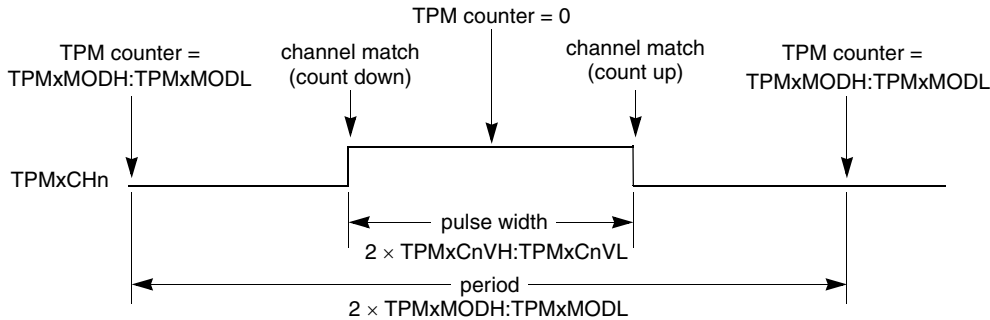 TPM counter = 0
TPM counter =
TPMxMODH:TPMxMODL
channel match
(count down)
channel match
(count up)
TPM counter =
TPMxMODH:TPMxMODL
TPMxCHn
pulse width
2 × TPMxCnVH:TPMxCnVL
period
2 × TPMxMODH:TPMxMODL